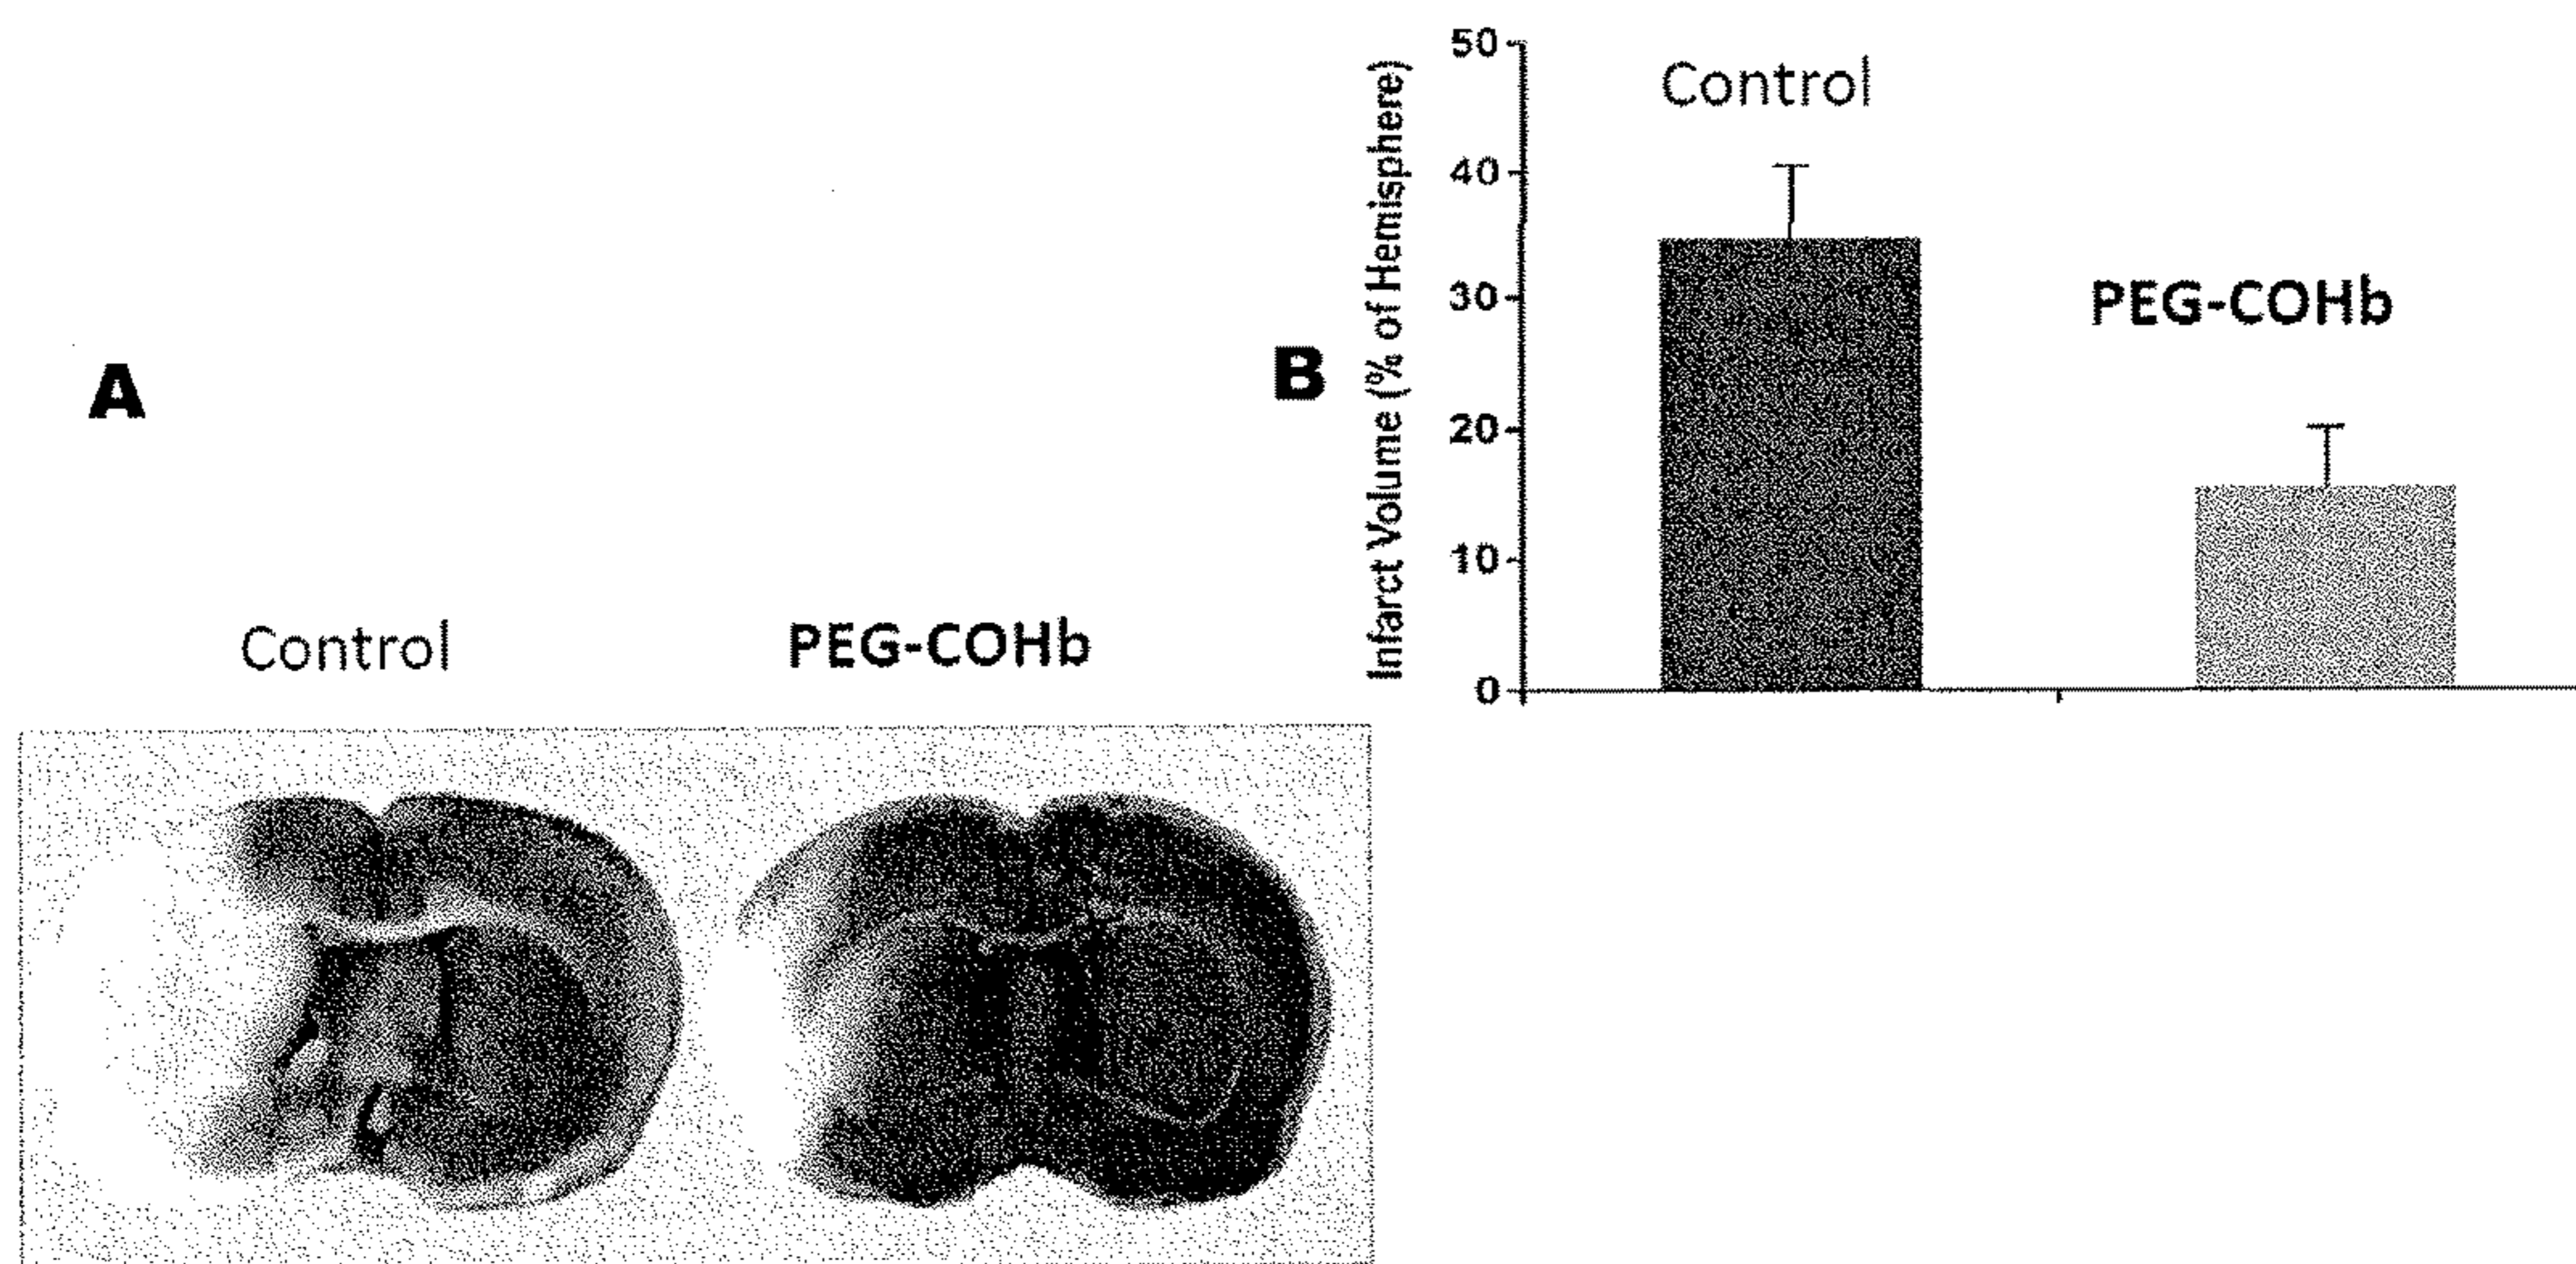 A
Control
PEG-COHb
B
Infarct Volume (% of Hemisphere)
50
40
30
20
10
0
Control
PEG-COHb